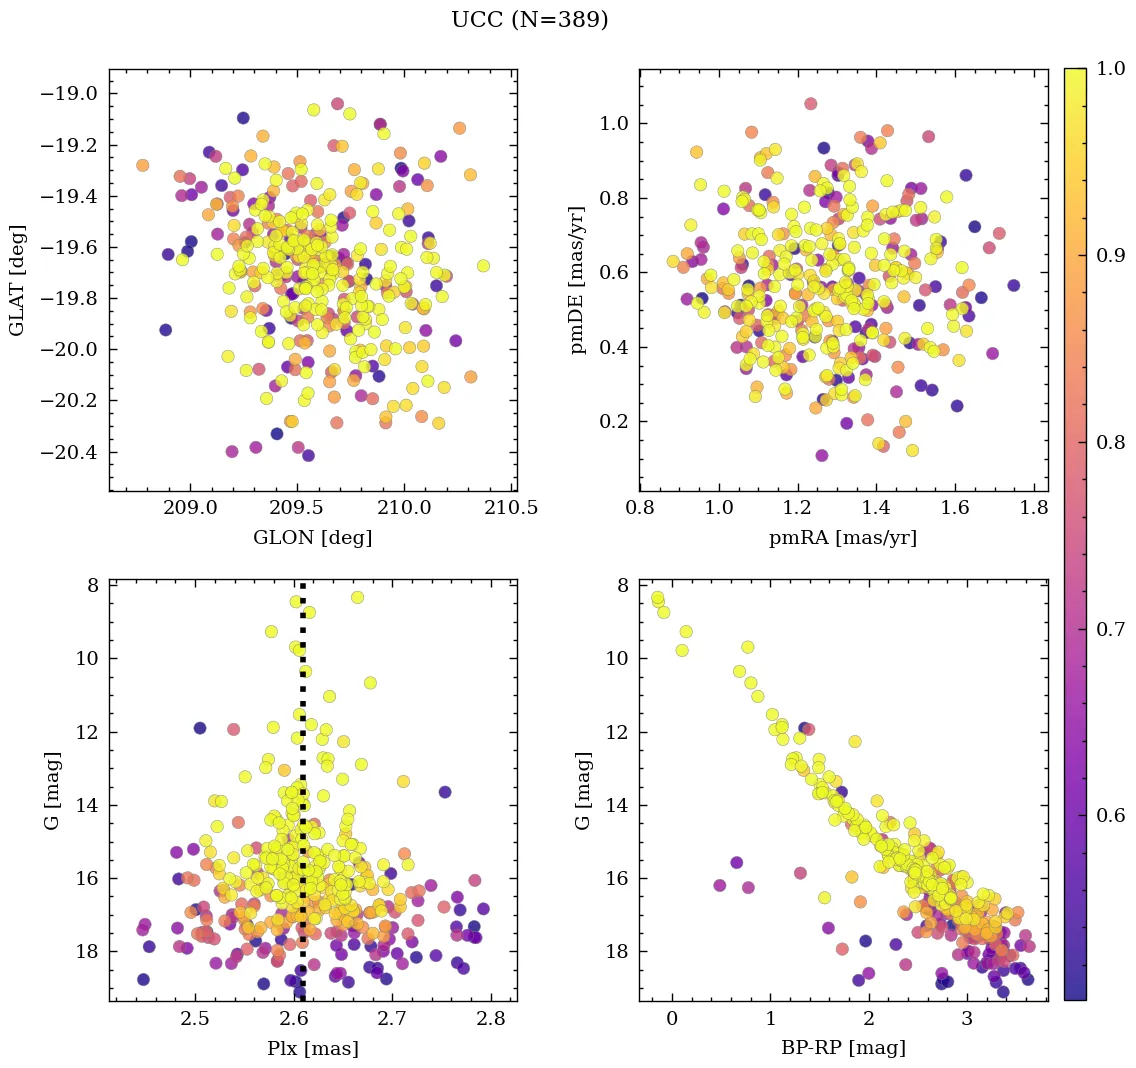 UCC (N=389)
−19.0
−19.2
−19.4
−19.6
−19.8
−20.0
−20.2
−20.4
GLAT [deg]
209.0 209.5 210.0 210.5
GLON [deg]
1.0
0.8
0.6
0.4
0.2
pmDE [mas/yr]
0.8 1.0 1.2 1.4 1.6 1.8
pmRA [mas/yr]
8
10
12
14
16
18
G [mag]
2.5 2.6 2.7 2.8
Plx [mas]
8
10
12
14
16
18
G [mag]
0 1 2 3
BP-RP [mag]
1.0
0.9
0.8
0.7
0.6